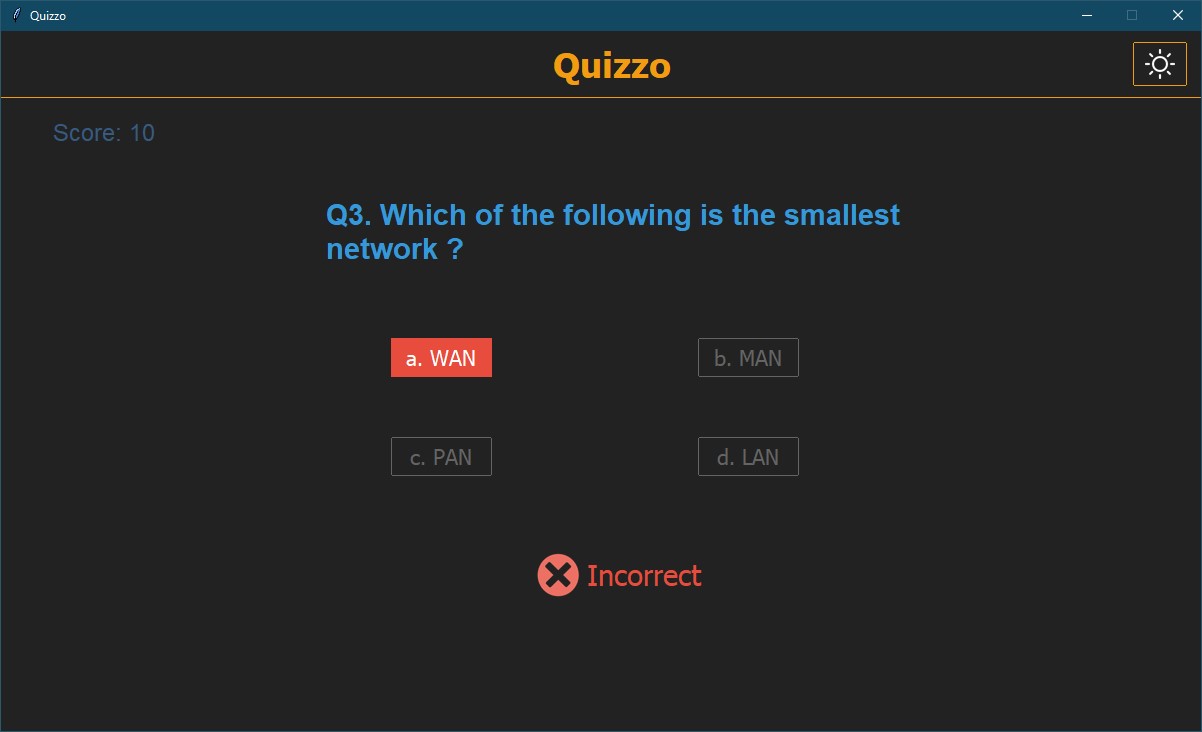 Quizzo
Quizzo
Score: 10
Q3. Which of the following is the smallest
network ?
a. WAN
b. MAN
c. PAN
d. LAN
Incorrect